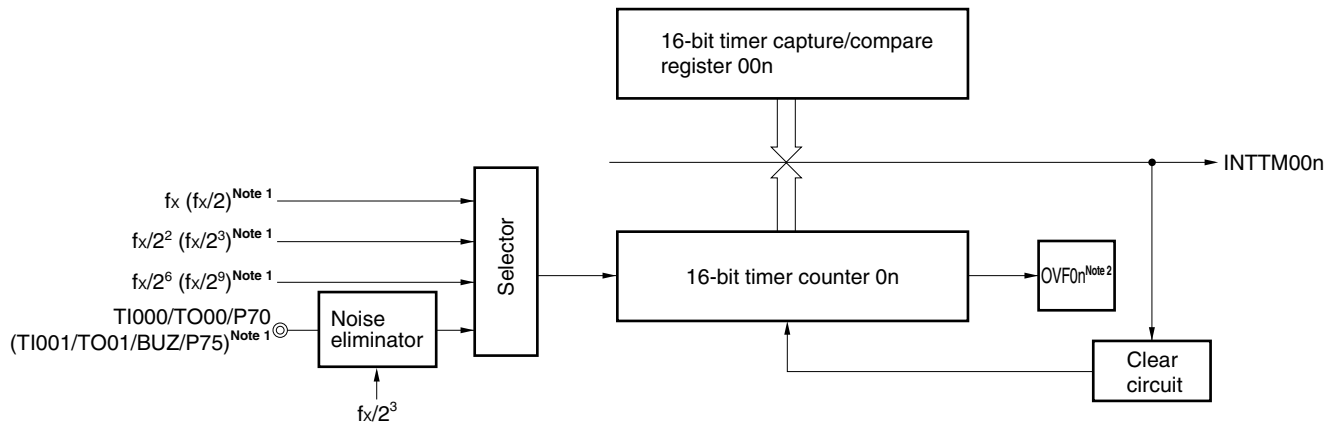 16-bit timer capture/compare
register 00n
INTTM00n
fx (fx/2)Note 1
fx/2² (fx/2³)Note 1
fx/2⁶ (fx/2⁹)Note 1
TI000/TO00/P70
(TI001/TO01/BUZ/P75)Note 1
Noise
eliminator
fx/2³
Selector
16-bit timer counter 0n
OVF0nNote 2
Clear
circuit